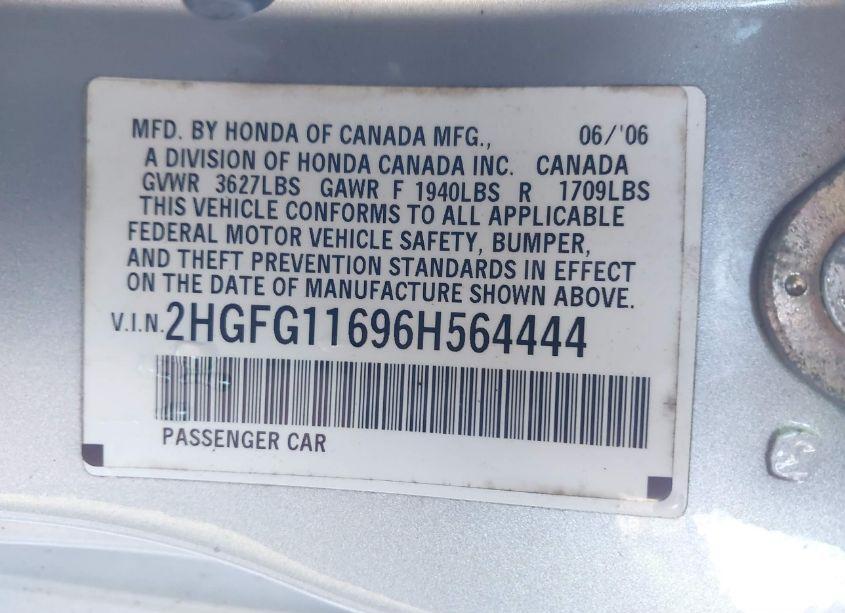 MFD. BY HONDA OF CANADA MFG., 06/'06
A DIVISION OF HONDA CANADA INC. CANADA
GVWR 3627LBS GAWR F 1940LBS R 1709LBS
THIS VEHICLE CONFORMS TO ALL APPLICABLE
FEDERAL MOTOR VEHICLE SAFETY, BUMPER,
AND THEFT PREVENTION STANDARDS IN EFFECT
ON THE DATE OF MANUFACTURE SHOWN ABOVE.
V.I.N. 2HGFG11696H564444
PASSENGER CAR